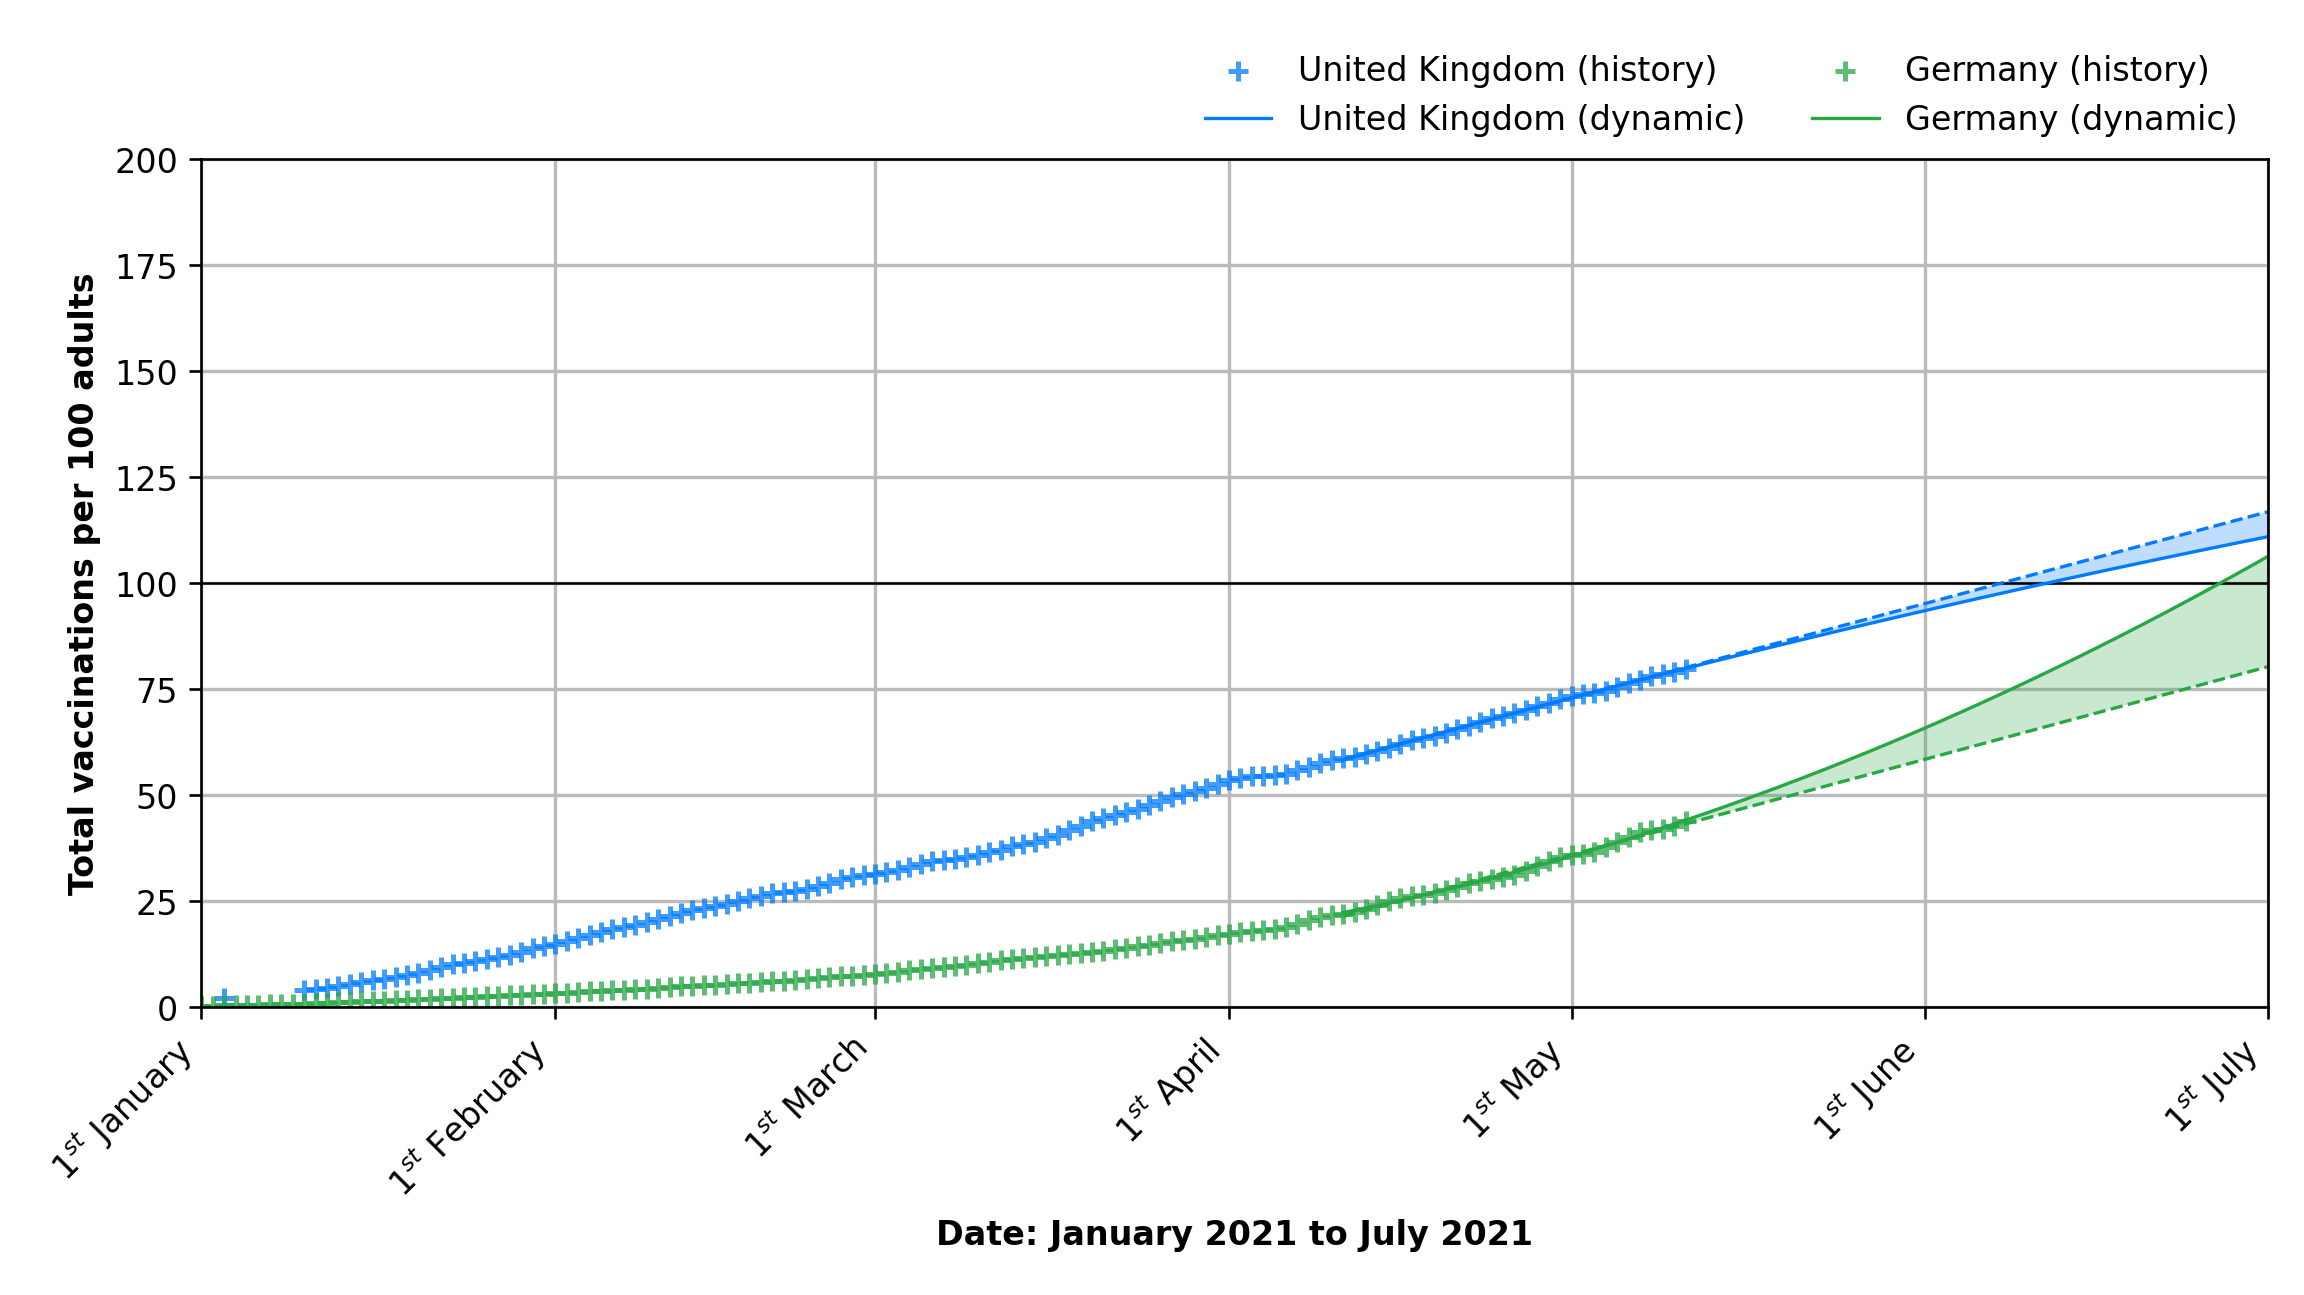 United Kingdom (history)
United Kingdom (dynamic)
Germany (history)
Germany (dynamic)
Total vaccinations per 100 adults
200
175
150
125
100
75
50
25
0
1st January
1st February
1st March
1st April
1st May
1st June
1st July
Date: January 2021 to July 2021